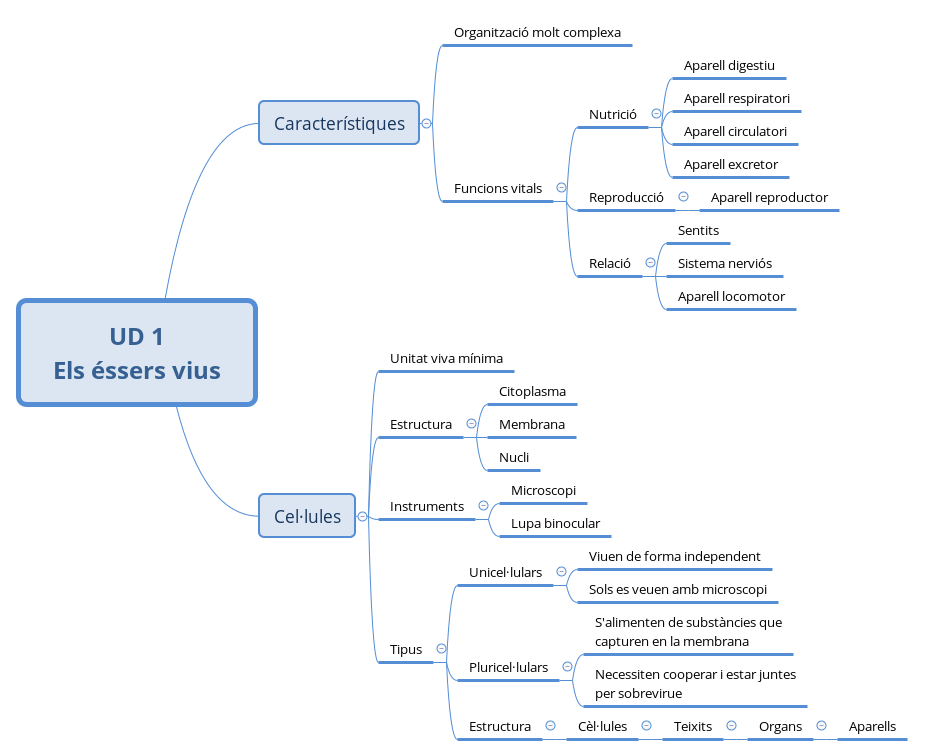 UD 1
Els éssers vius
Característiques
Organització molt complexa
Funcions vitals
Nutrició
Aparell digestiu
Aparell respiratori
Aparell circulatori
Aparell excretor
Reproducció
Aparell reproductor
Relació
Sentits
Sistema nerviós
Aparell locomotor
Cel·lules
Unitat viva mínima
Estructura
Citoplasma
Membrana
Nucli
Instruments
Microscopi
Lupa binocular
Tipus
Unicel·lulars
Viuen de forma independent
Sols es veuen amb microscopi
Pluricel·lulars
S'alimenten de substàncies que
capturen en la membrana
Necessiten cooperar i estar juntes
per sobrevirue
Estructura
Cèl·lules
Teixits
Organs
Aparells